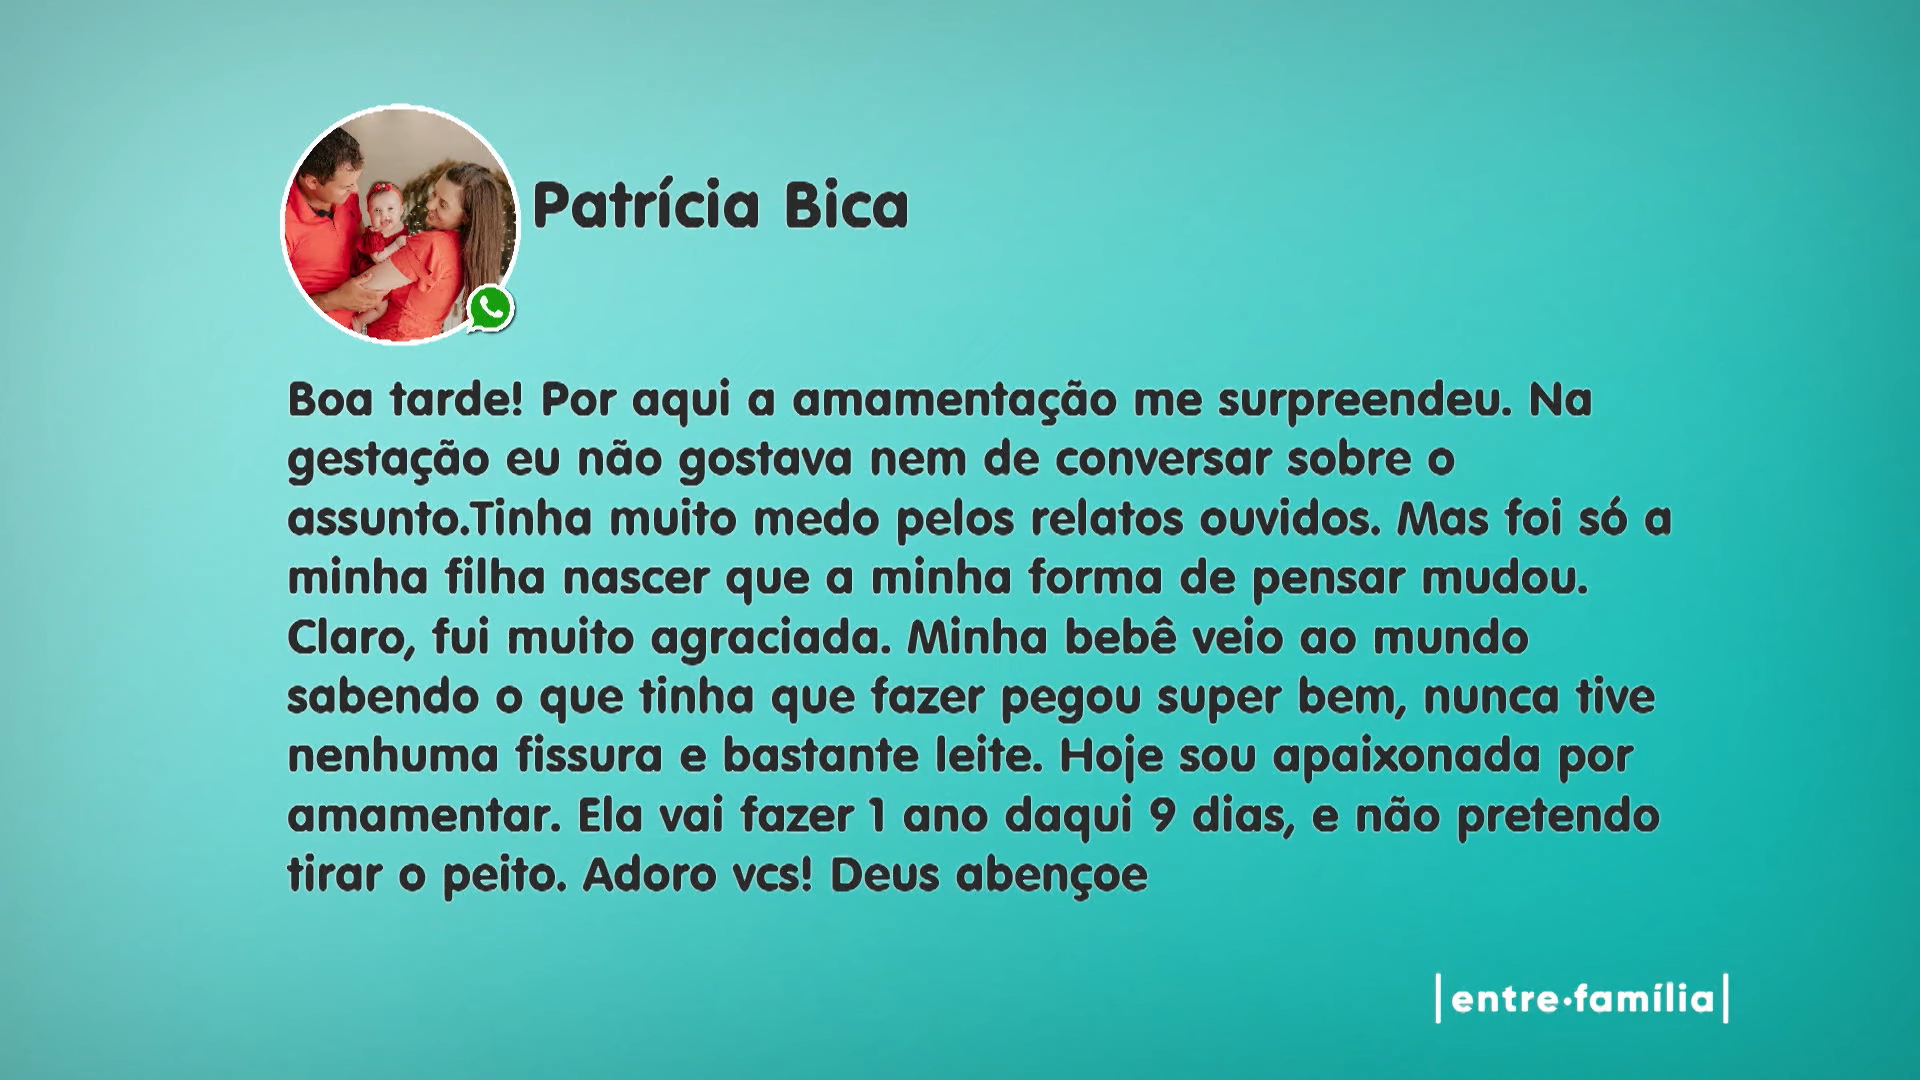 Patrícia Bica
Boa tarde! Por aqui a amamentação me surpreendeu. Na
gestação eu não gostava nem de conversar sobre o
assunto.Tinha muito medo pelos relatos ouvidos. Mas foi só a
minha filha nascer que a minha forma de pensar mudou.
Claro, fui muito agraciada. Minha bebê veio ao mundo
sabendo o que tinha que fazer pegou super bem, nunca tive
nenhuma fissura e bastante leite. Hoje sou apaixonada por
amamentar. Ela vai fazer 1 ano daqui 9 dias, e não pretendo
tirar o peito. Adoro vcs! Deus abençoe
|entre•família|